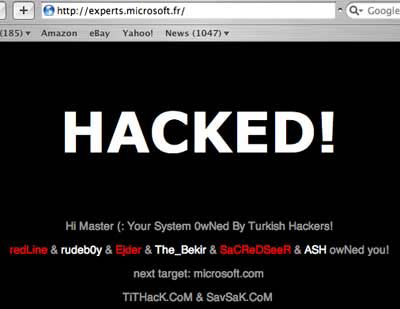 http://experts.microsoft.fr/
Google
(185) Amazon eBay Yahoo! News (1047)
HACKED!
Hi Master (: Your System 0wNed By Turkish Hackers!
redLine & rudeb0y & Ejder & The_Bekir & SaCReDSeeR & ASH owNed you!
next target: microsoft.com
TiTHacK.CoM & SavSaK.CoM